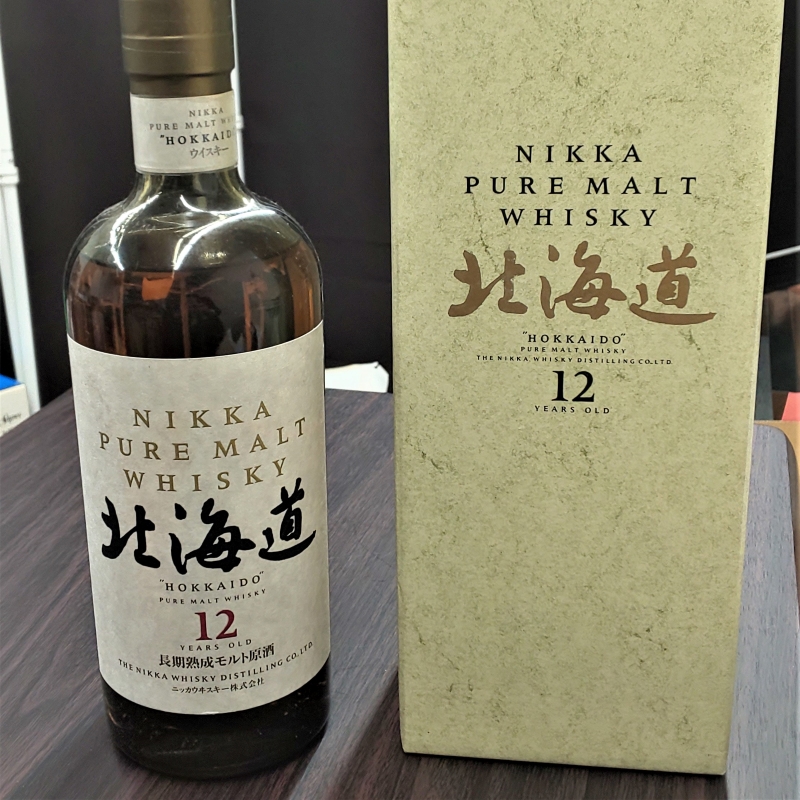 NIKKA
PURE MALT
"HOKKAID
ウイスキー
NIKKA
PURE MALT
WHISKY
北海道
"HOKKAIDO"
PURE MALT WHISKY
12
YEARS OLD
長期熟成モルト原酒
THE NIKKA WHISKY DISTILLING CO.,LTD.
ニッカウヰスキー株式会社
NIKKA
PURE MALT
WHISKY
北海道
"HOKKAIDO"
PURE MALT WHISKY
THE NIKKA WHISKY DISTILLING CO.,LTD.
12
YEARS OLD